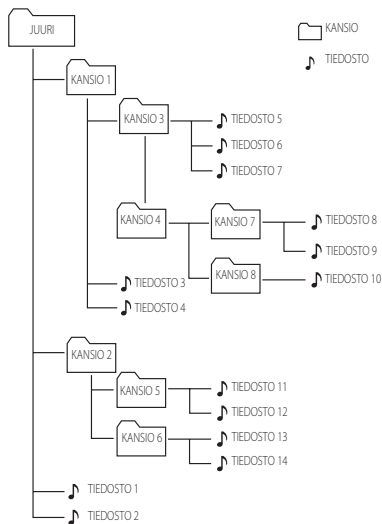 JUURI
KANSIO
TIEDOSTO
KANSIO 1
KANSIO 3
TIEDOSTO 5
TIEDOSTO 6
TIEDOSTO 7
KANSIO 4
KANSIO 7
TIEDOSTO 8
TIEDOSTO 9
KANSIO 8
TIEDOSTO 10
TIEDOSTO 3
TIEDOSTO 4
KANSIO 2
KANSIO 5
TIEDOSTO 11
TIEDOSTO 12
KANSIO 6
TIEDOSTO 13
TIEDOSTO 14
TIEDOSTO 1
TIEDOSTO 2